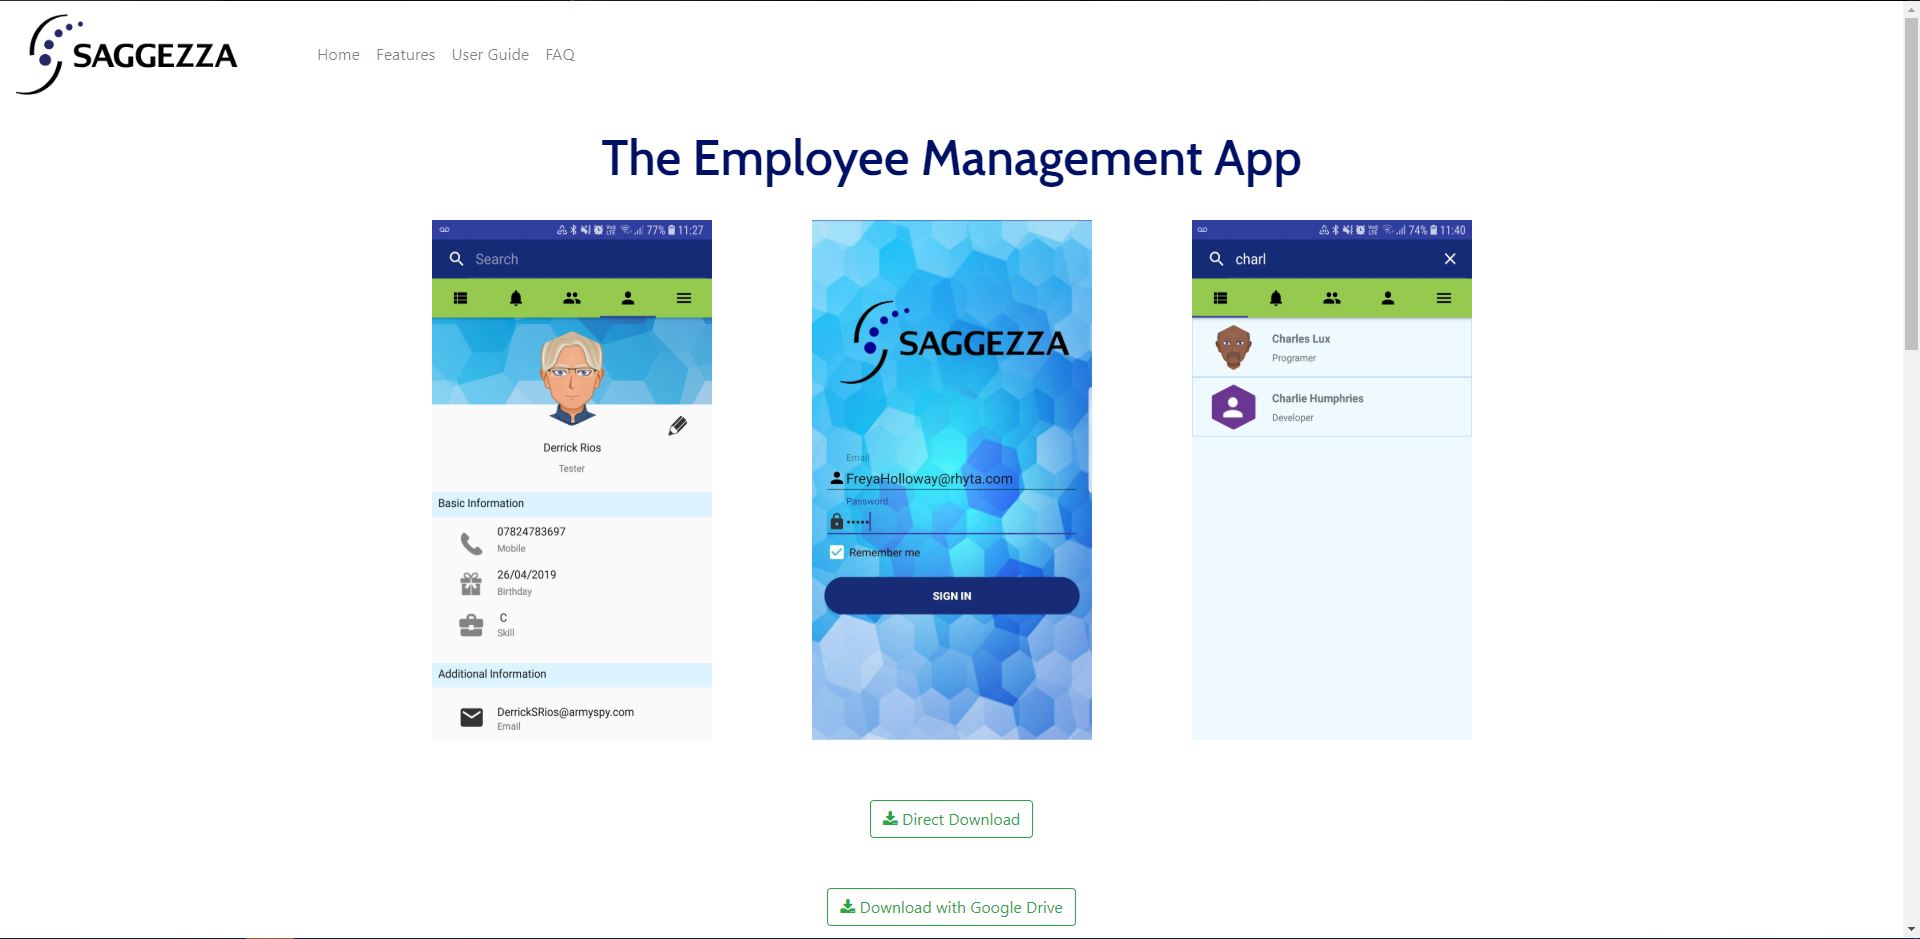 SAGGEZZA
Home Features User Guide FAQ
The Employee Management App
77% 11:27
Search
Derrick Rios
Tester
Basic Information
07824783697
Mobile
26/04/2019
Birthday
C
Skill
Additional Information
DerrickSRios@armyspy.com
Email
SAGGEZZA
Email
FreyaHolloway@rhyta.com
Password
•••••
Remember me
SIGN IN
74% 11:40
charl
Charles Lux
Programer
Charlie Humphries
Developer
Direct Download
Download with Google Drive